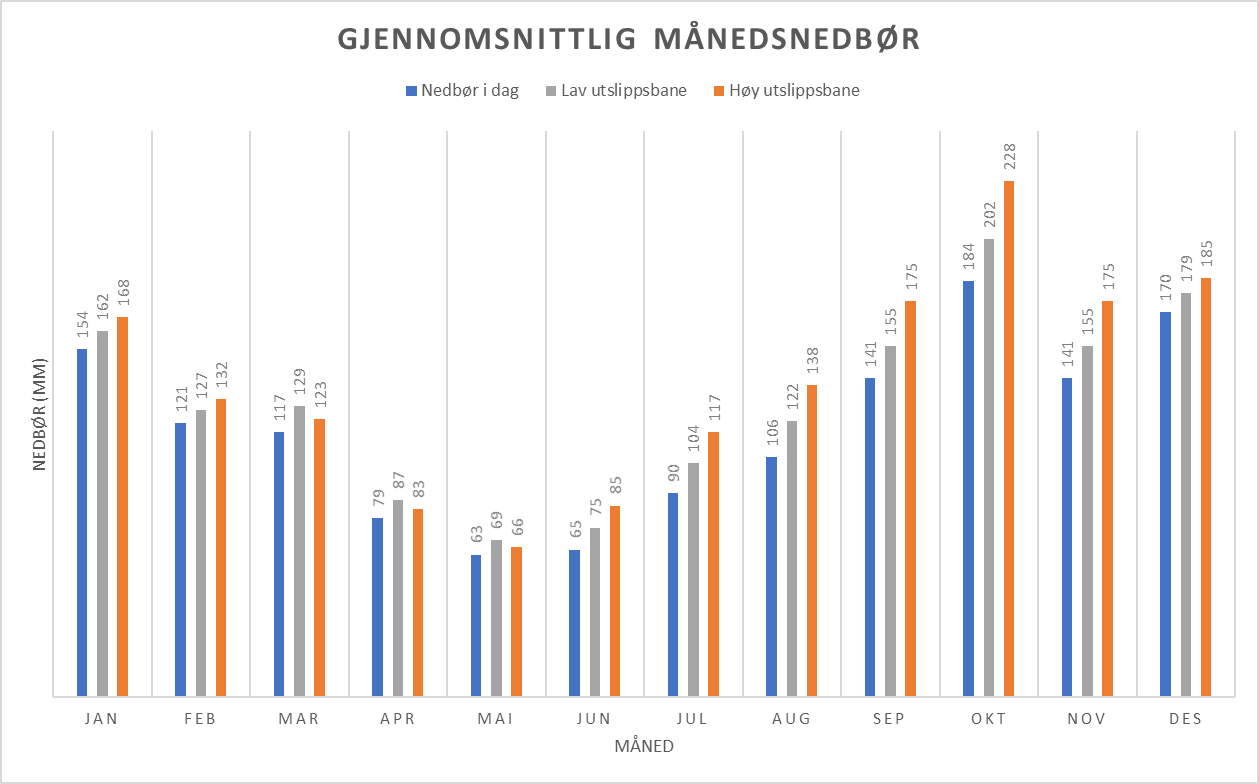 GJENNOMSNITTLIG MÅNEDSNEDBØR
Nedbør i dag Lav utslippsbane Høy utslippsbane
NEDBØR (MM)
154 162 168
121 127 132
117 129 123
79 87 83
63 69 66
65 75 85
90 104 117
106 122 138
141 155 175
184 202 228
141 155 175
170 179 185
JAN FEB MAR APR MAI JUN JUL AUG SEP OKT NOV DES
MÅNED